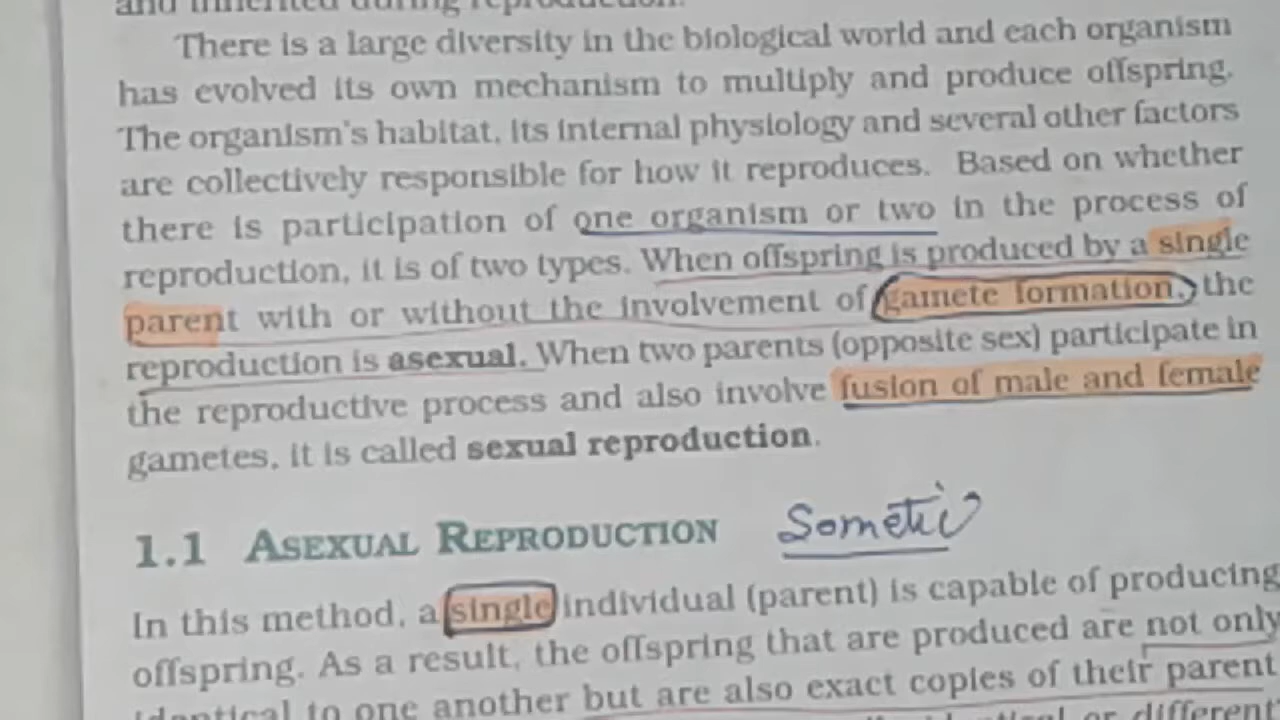 and inherited during reproduction.
There is a large diversity in the biological world and each organism
has evolved its own mechanism to multiply and produce offspring.
The organism's habitat, its internal physiology and several other factors
are collectively responsible for how it reproduces. Based on whether
there is participation of one organism or two in the process of
reproduction, it is of two types. When offspring is produced by a single
parent with or without the involvement of gamete formation, the
reproduction is asexual. When two parents (opposite sex) participate in
the reproductive process and also involve fusion of male and female
gametes, it is called sexual reproduction.
1.1 ASEXUAL REPRODUCTION Sometic
In this method, a single individual (parent) is capable of producing
offspring. As a result, the offspring that are produced are not only
identical to one another but are also exact copies of their parent
or different